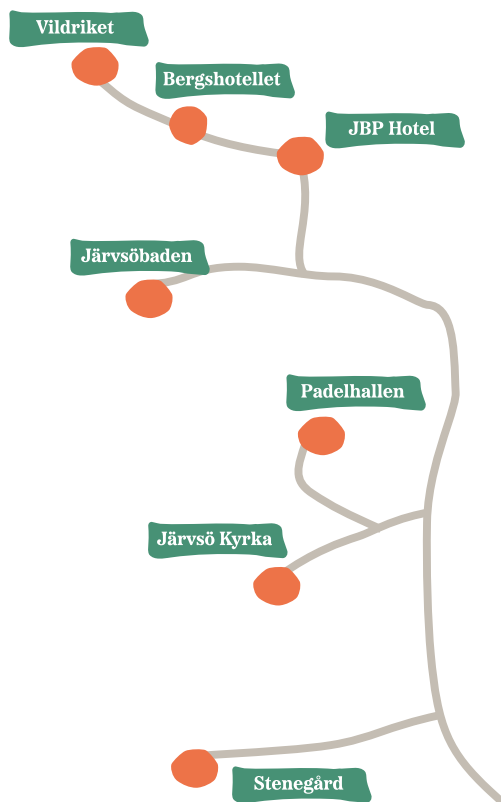 Vildriket
Bergshotellet
JBP Hotel
Järvsöbaden
Padelhallen
Järvsö Kyrka
Stenegård